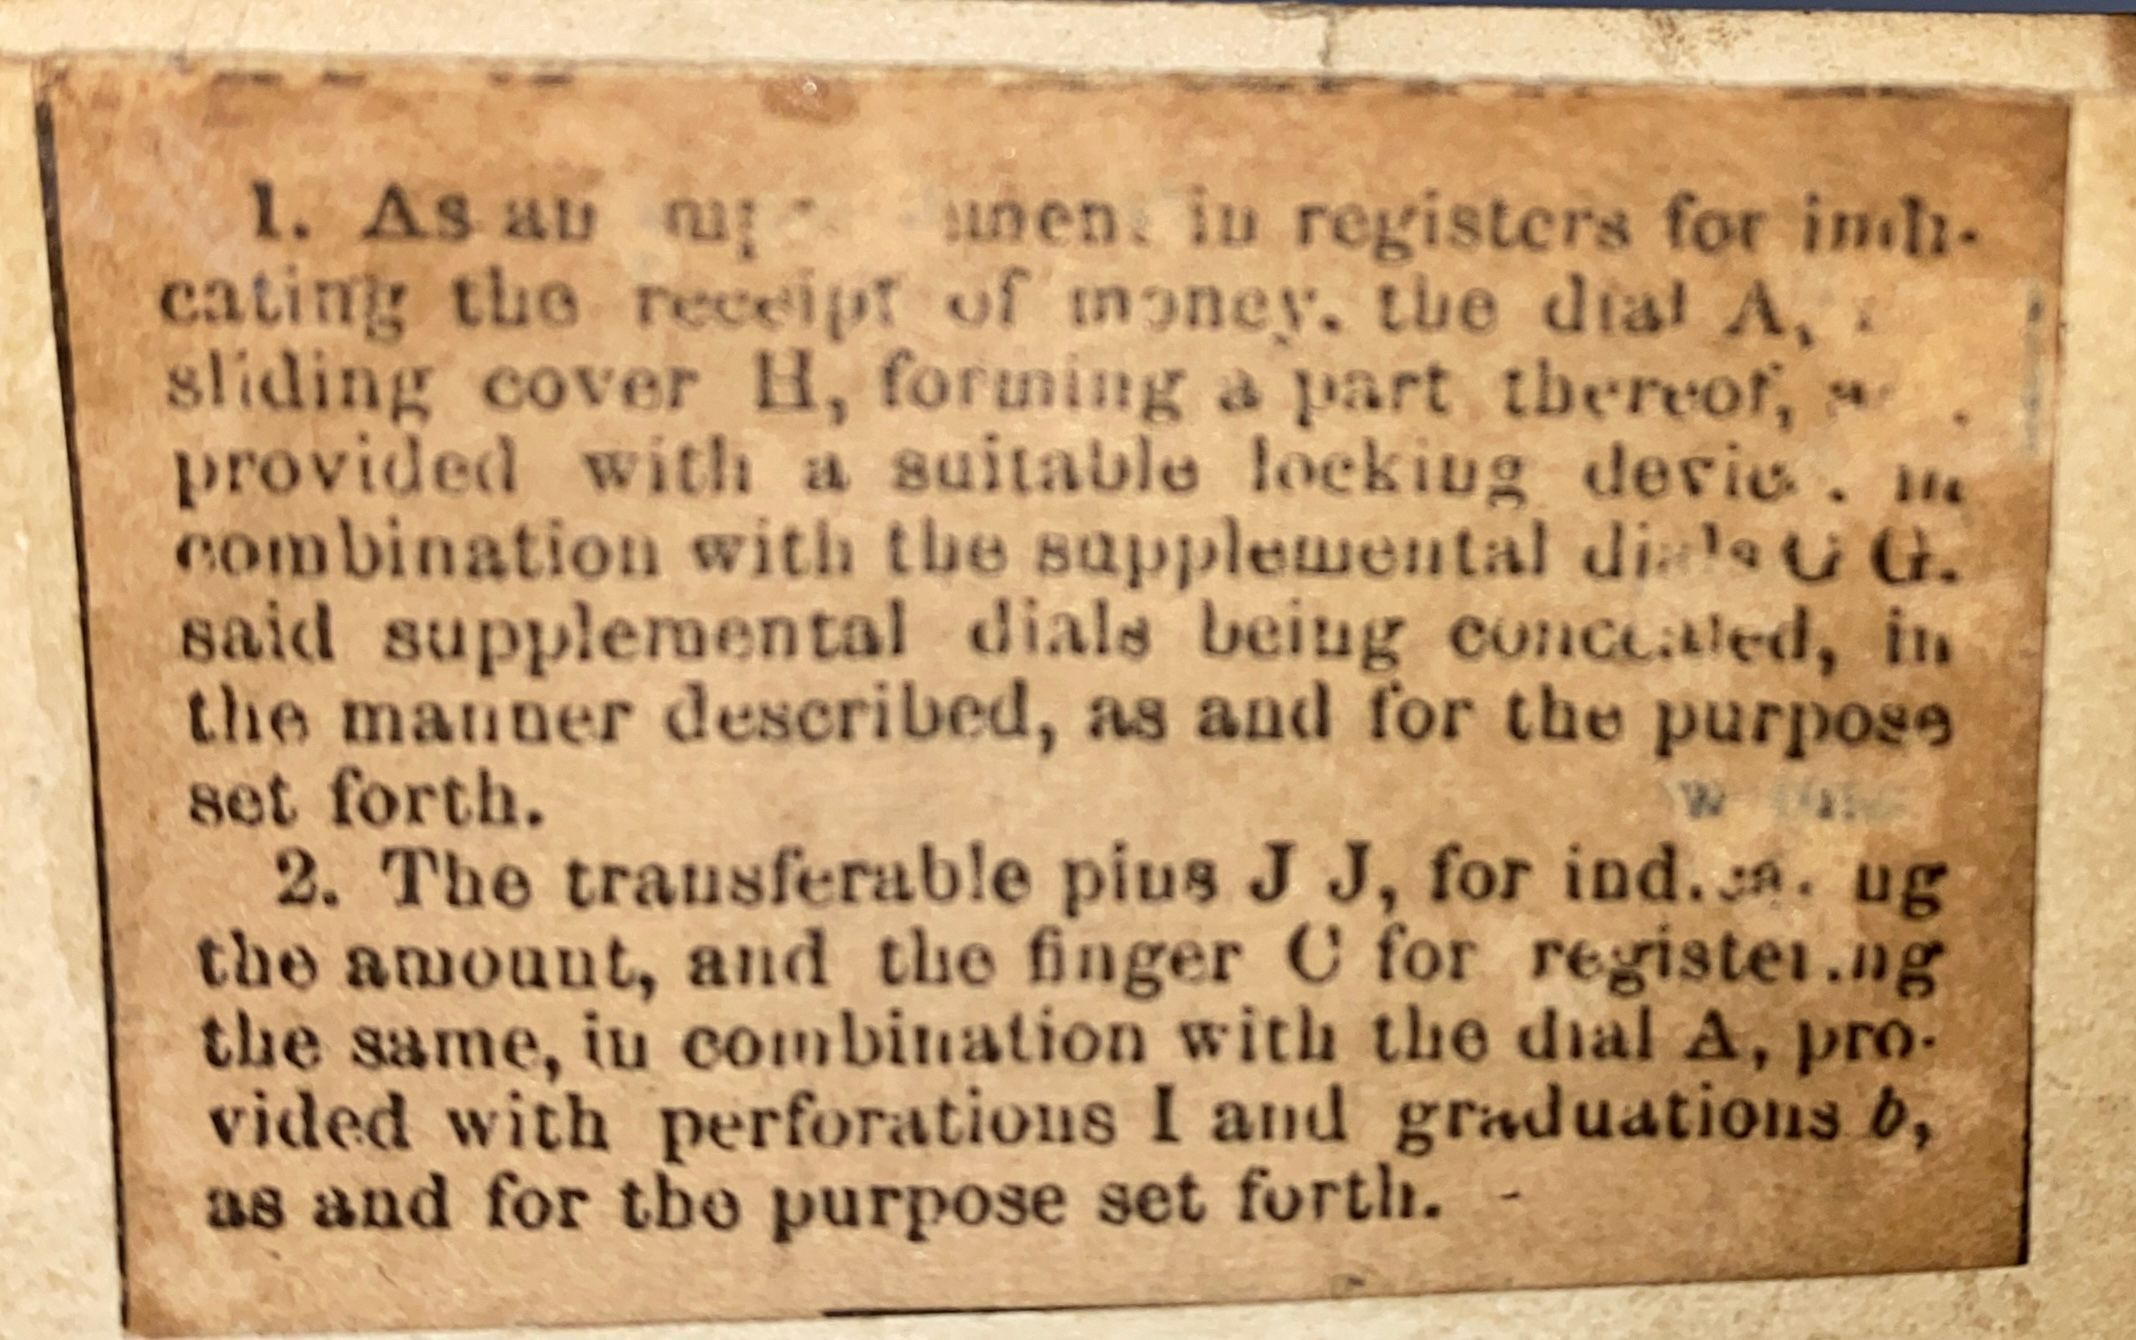 1. As an in registers for indi-
cating the receipt of money, the dial A,
sliding cover H, forming a part thereof,
provided with a suitable locking device, in
combination with the supplemental dials G G,
said supplemental dials being concealed, in
the manner described, as and for the purpose
set forth.
2. The transferable pins J J, for indicating
the amount, and the finger C for registering
the same, in combination with the dial A, pro-
vided with perforations I and graduations b,
as and for the purpose set forth.